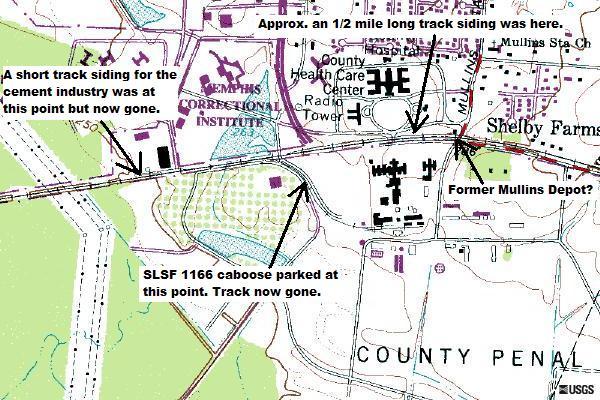 Approx. an 1/2 mile long track siding was here.
Mullins Sta Ch
Hospital
County
Health Care
Center
Radio
Tower
A short track siding for the
cement industry was at
this point but now gone.
MEMPHIS
CORRECTIONAL
INSTITUTE
263
250
MULLINS
Shelby Farms
Former Mullins Depot?
SLSF 1166 caboose parked at
this point. Track now gone.
COUNTY PENAL
USGS